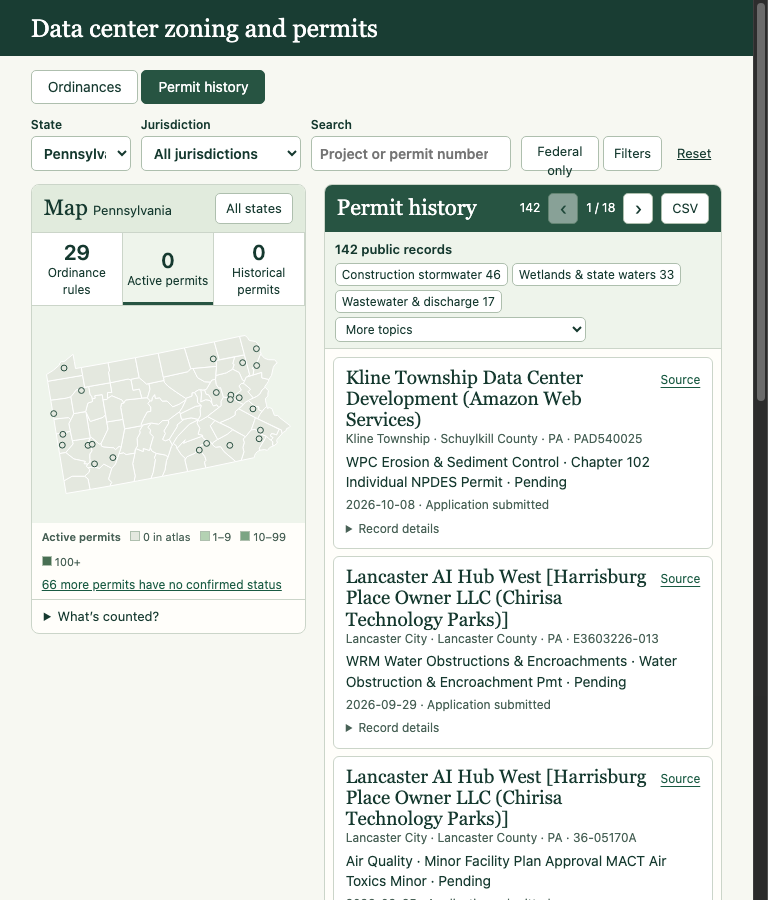 Data center zoning and permits
Ordinances
Permit history
State
Jurisdiction
Search
All jurisdictions
Project or permit number
Federal
only
Filters
Reset
Map Pennsylvania
All states
29
Ordinance
rules
0
Active permits
0
Historical
permits
Active permits 0 in atlas 1–9 10–99
100+
66 more permits have no confirmed status
What's counted?
Permit history
142 ‹ 1 / 18 › CSV
142 public records
Construction stormwater 46 Wetlands & state waters 33
Wastewater & discharge 17
More topics
Kline Township Data Center
Development (Amazon Web
Services)
Source
Kline Township · Schuylkill County · PA · PAD540025
WPC Erosion & Sediment Control · Chapter 102
Individual NPDES Permit · Pending
2026-10-08 · Application submitted
Record details
Lancaster AI Hub West [Harrisburg
Place Owner LLC (Chirisa
Technology Parks)]
Source
Lancaster City · Lancaster County · PA · E3603226-013
WRM Water Obstructions & Encroachments · Water
Obstruction & Encroachment Pmt · Pending
2026-09-29 · Application submitted
Record details
Lancaster AI Hub West [Harrisburg
Place Owner LLC (Chirisa
Technology Parks)]
Source
Lancaster City · Lancaster County · PA · 36-05170A
Air Quality · Minor Facility Plan Approval MACT Air
Toxics Minor · Pending